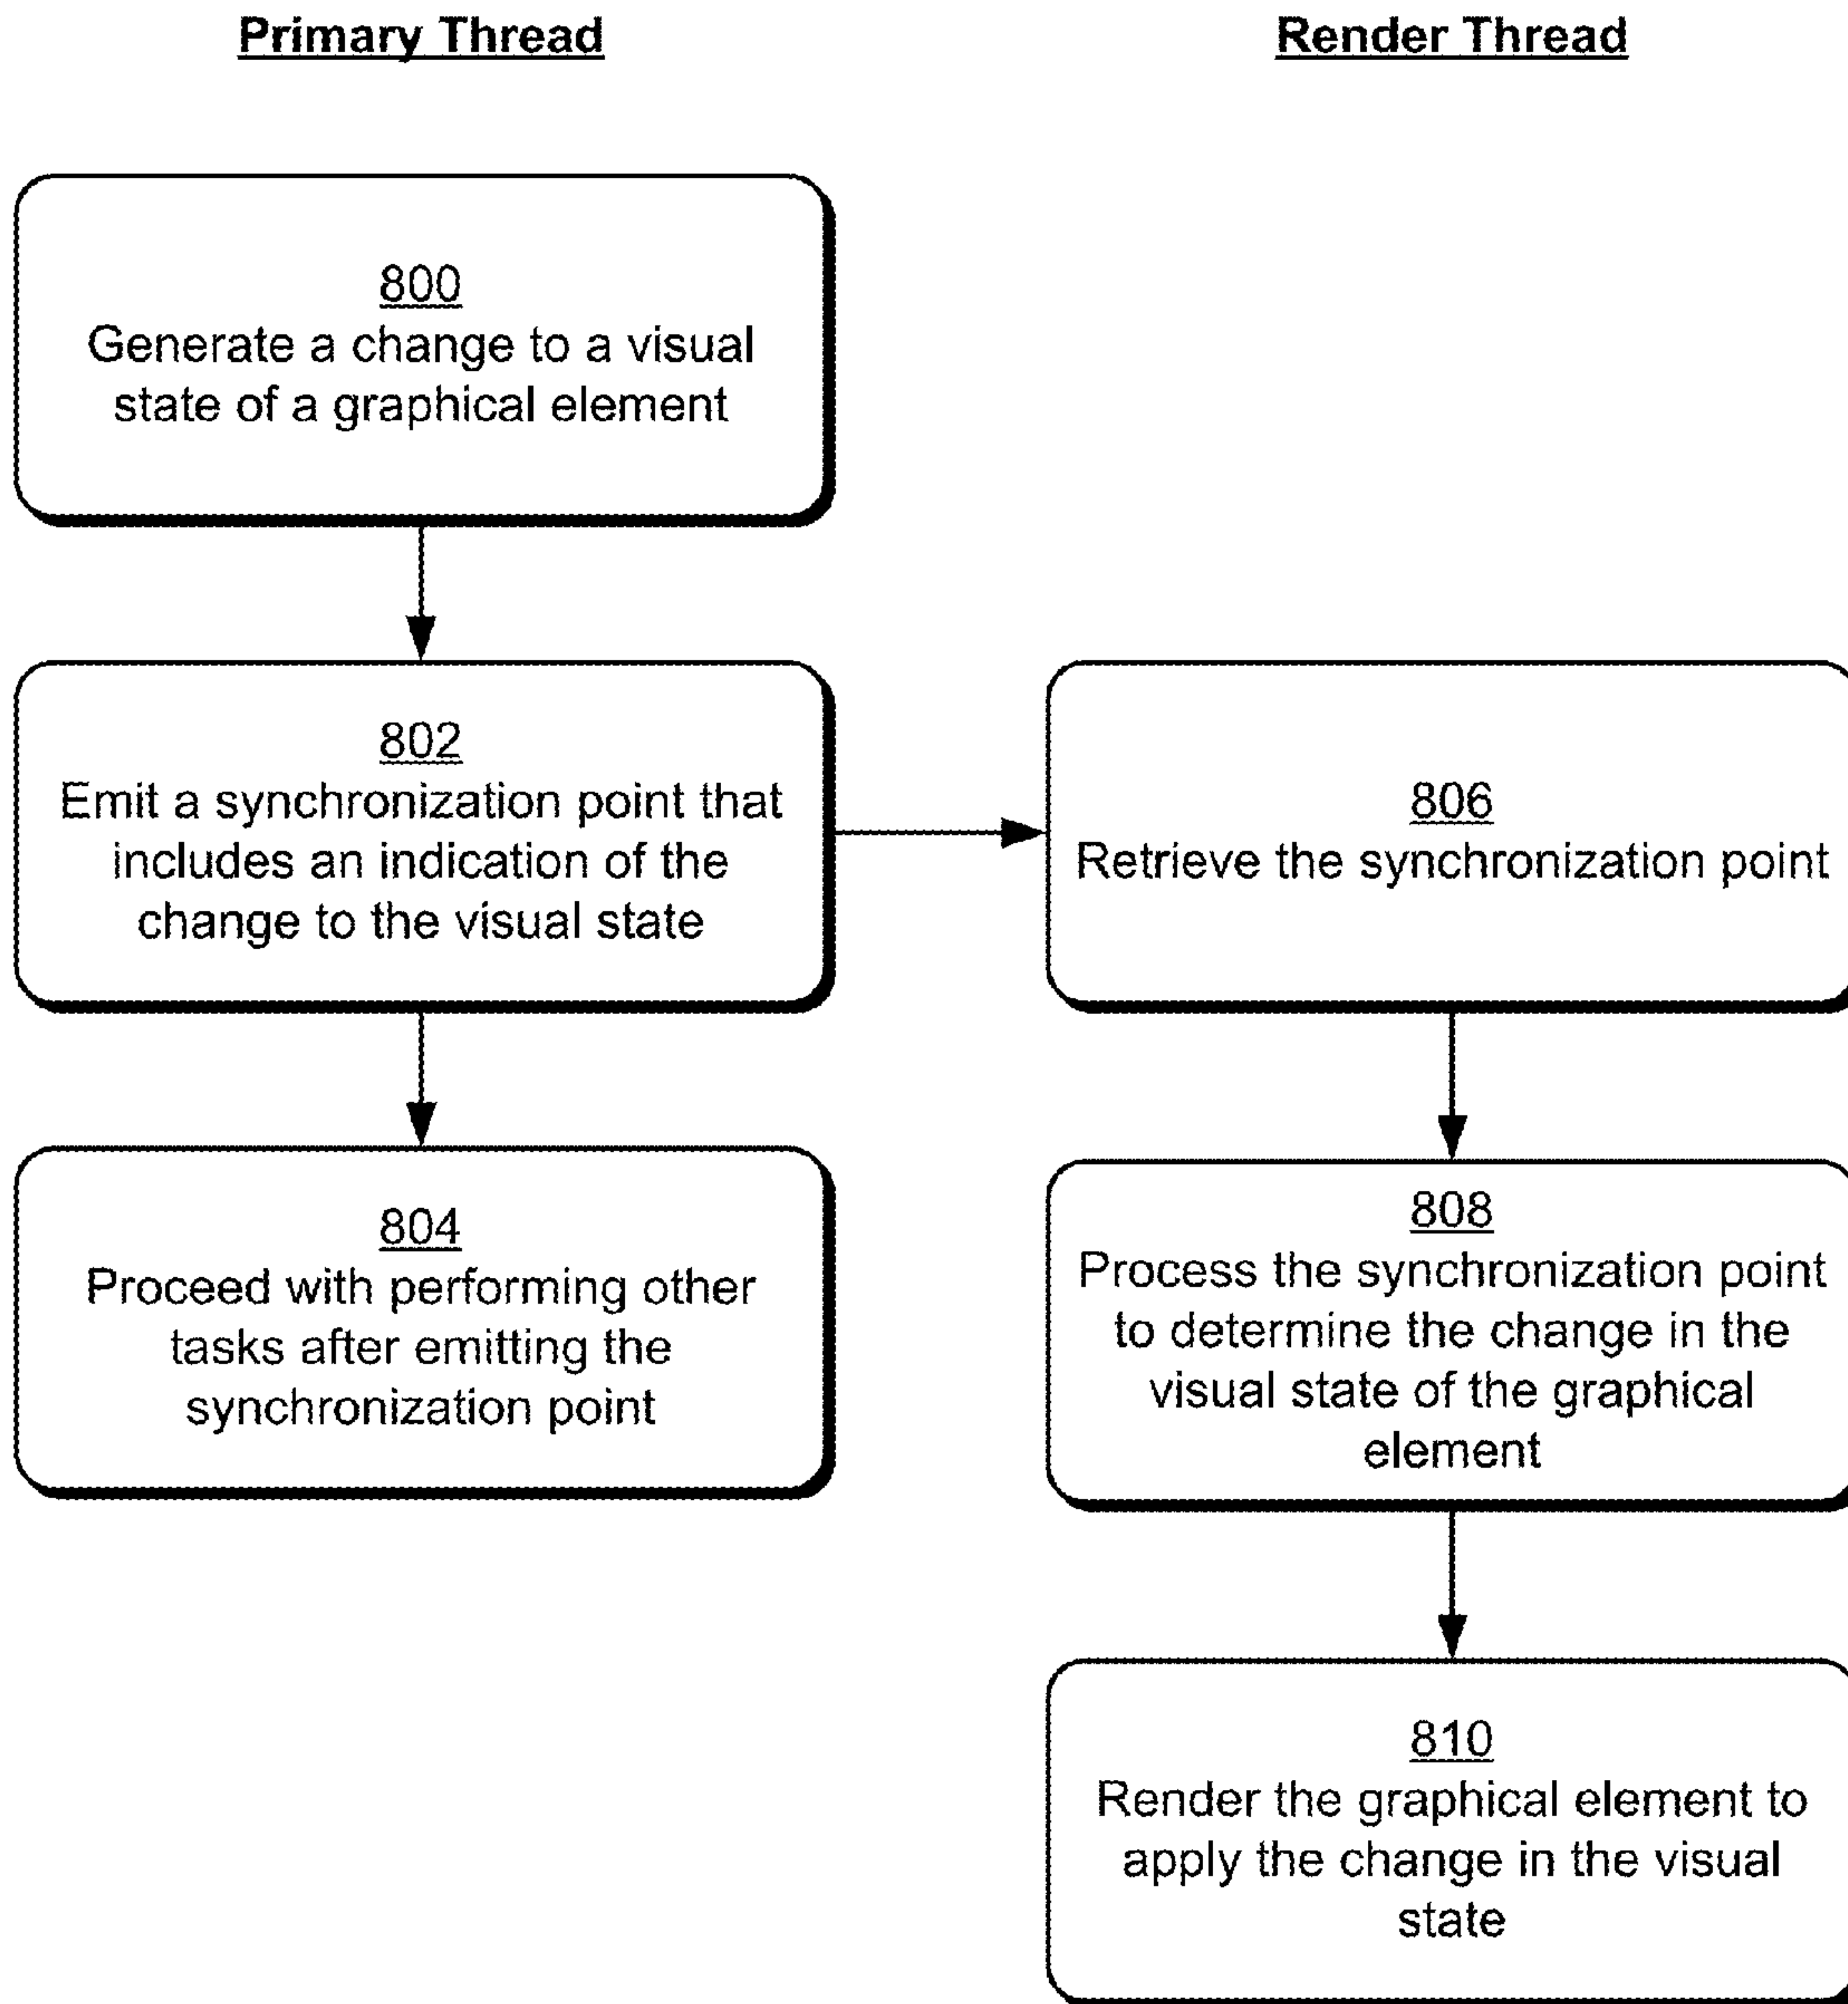 Primary Thread
Render Thread
800
Generate a change to a visual
state of a graphical element
802
Emit a synchronization point that
includes an indication of the
change to the visual state
804
Proceed with performing other
tasks after emitting the
synchronization point
806
Retrieve the synchronization point
808
Process the synchronization point
to determine the change in the
visual state of the graphical
element
810
Render the graphical element to
apply the change in the visual
state